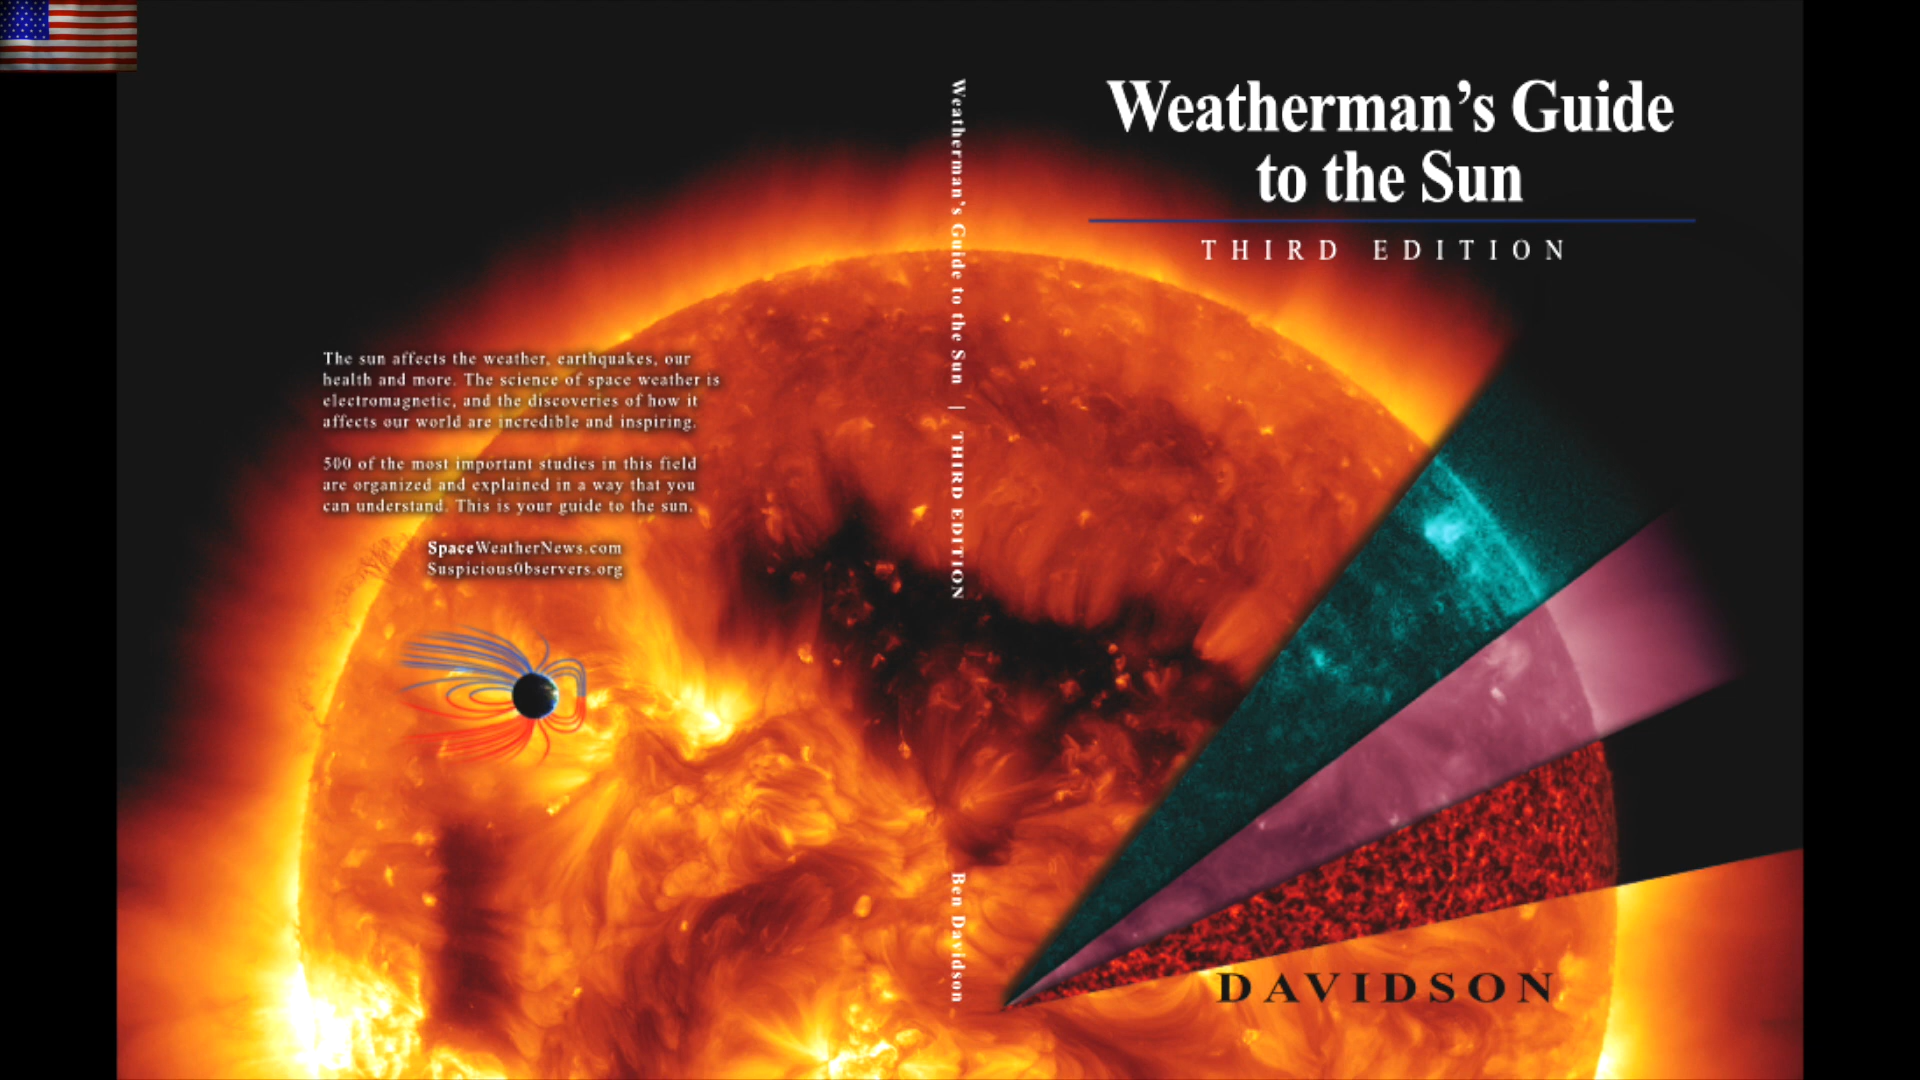 The sun affects the weather, earthquakes, our
health and more. The science of space weather is
electromagnetic, and the discoveries of how it
affects our world are incredible and inspiring.
500 of the most important studies in this field
are organized and explained in a way that you
can understand. This is your guide to the sun.
SpaceWeatherNews.com
Suspicious0bservers.org
Weatherman's Guide to the Sun | THIRD EDITION
Ben Davidson
Weatherman's Guide
to the Sun
THIRD EDITION
DAVIDSON